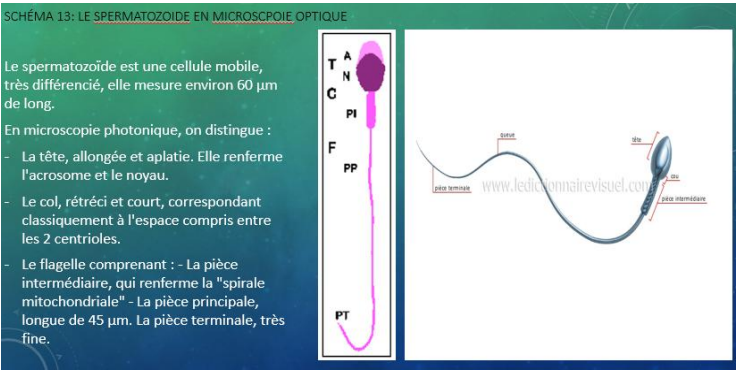 SCHÉMA 13: LE SPERMATOZOIDE EN MICROSCPOIE OPTIQUE
Le spermatozoïde est une cellule mobile,
très différencié, elle mesure environ 60 µm
de long.
En microscopie photonique, on distingue :
- La tête, allongée et aplatie. Elle renferme
l'acrosome et le noyau.
- Le col, rétréci et court, correspondant
classiquement à l'espace compris entre
les 2 centrioles.
- Le flagelle comprenant : - La pièce
intermédiaire, qui renferme la "spirale
mitochondriale" - La pièce principale,
longue de 45 µm. La pièce terminale, très
fine.
T
A
N
C
PI
F
PP
PT
queue
tête
cou
pièce intermédiaire
pièce terminale
www.ledictionnairevisuel.com